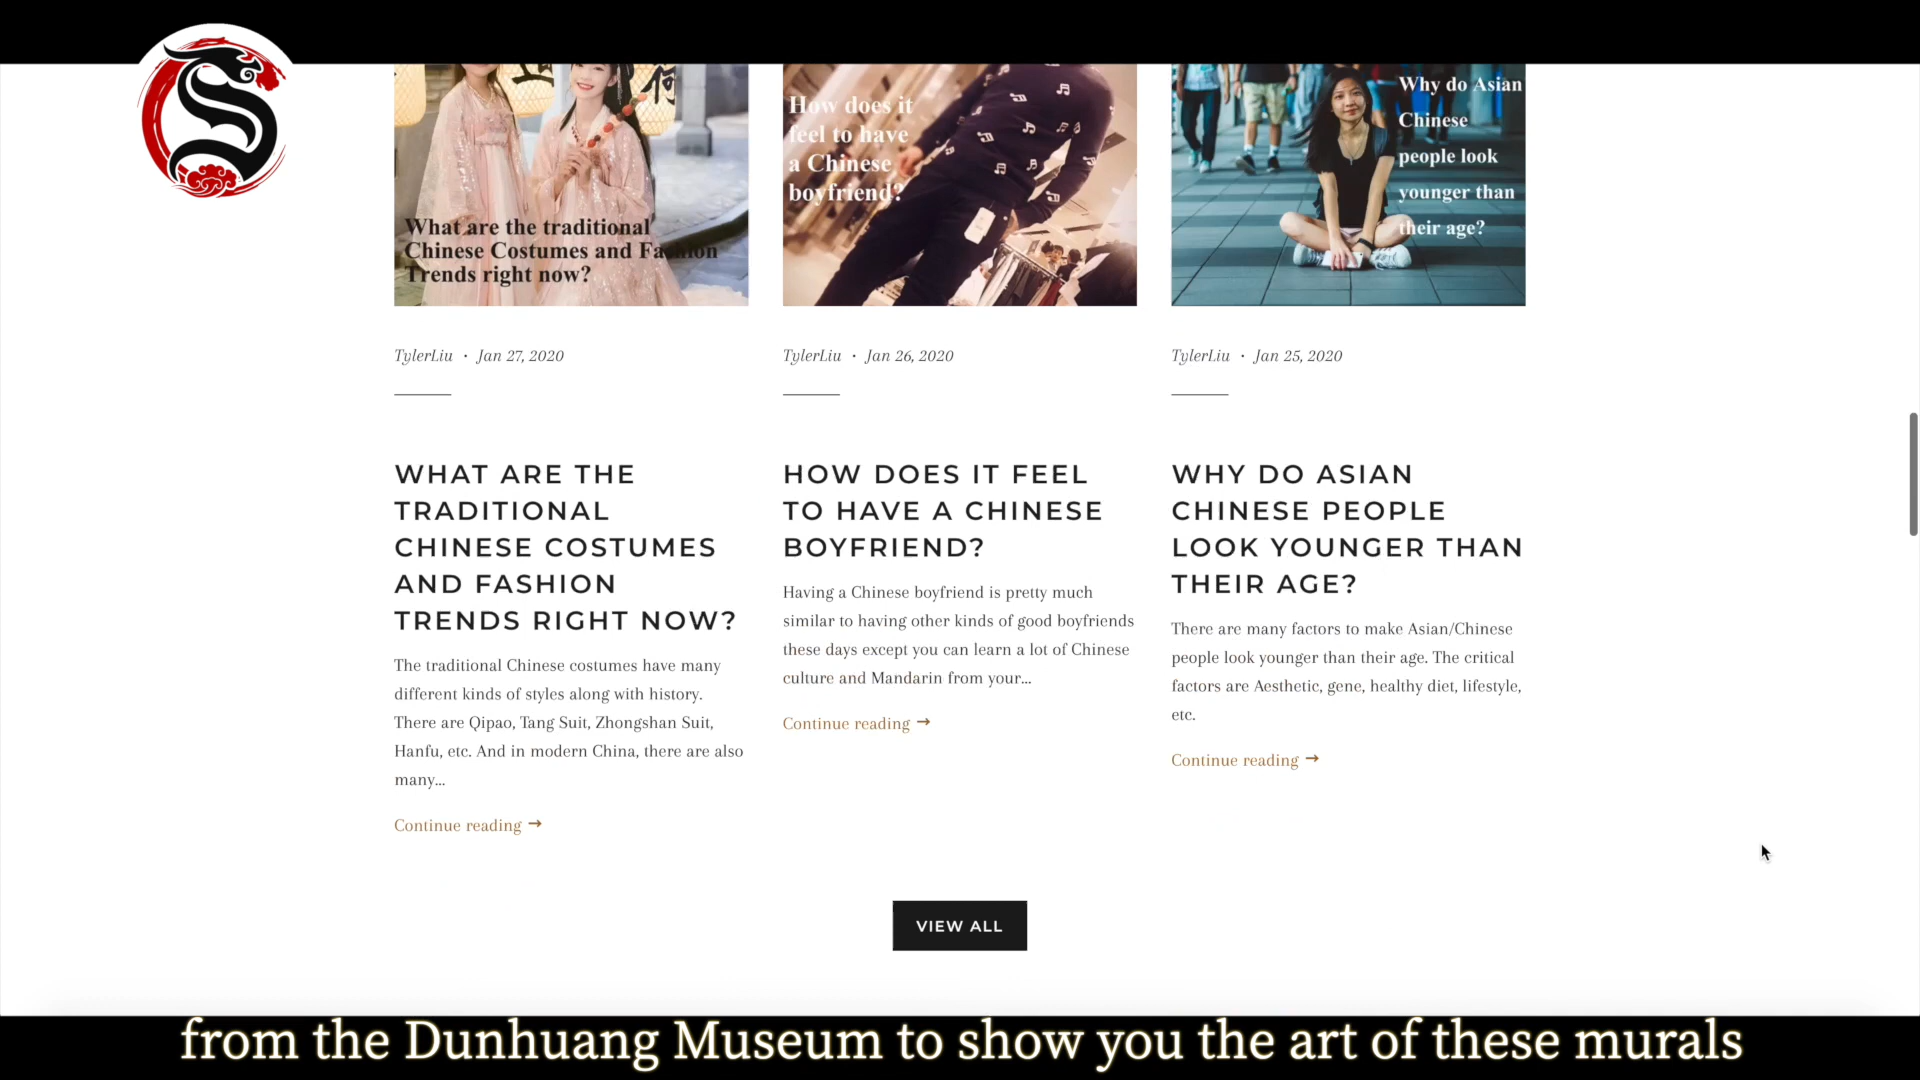 What are the traditional
Chinese Costumes and Fashion
Trends right now?
How does it
feel to have
a Chinese
boyfriend?
Why do Asian
Chinese
people look
younger than
their age?
TylerLiu · Jan 27, 2020
TylerLiu · Jan 26, 2020
TylerLiu · Jan 25, 2020
WHAT ARE THE
TRADITIONAL
CHINESE COSTUMES
AND FASHION
TRENDS RIGHT NOW?
The traditional Chinese costumes have many
different kinds of styles along with history.
There are Qipao, Tang Suit, Zhongshan Suit,
Hanfu, etc. And in modern China, there are also
many...
Continue reading →
HOW DOES IT FEEL
TO HAVE A CHINESE
BOYFRIEND?
Having a Chinese boyfriend is pretty much
similar to having other kinds of good boyfriends
these days except you can learn a lot of Chinese
culture and Mandarin from your...
Continue reading →
WHY DO ASIAN
CHINESE PEOPLE
LOOK YOUNGER THAN
THEIR AGE?
There are many factors to make Asian/Chinese
people look younger than their age. The critical
factors are Aesthetic, gene, healthy diet, lifestyle,
etc.
Continue reading →
VIEW ALL
from the Dunhuang Museum to show you the art of these murals